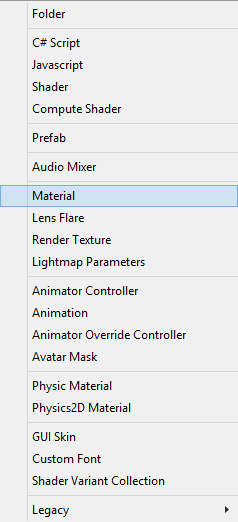 Folder
C# Script
Javascript
Shader
Compute Shader
Prefab
Audio Mixer
Material
Lens Flare
Render Texture
Lightmap Parameters
Animator Controller
Animation
Animator Override Controller
Avatar Mask
Physic Material
Physics2D Material
GUI Skin
Custom Font
Shader Variant Collection
Legacy